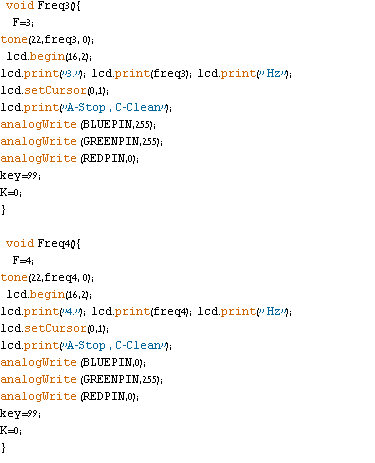 void Freq3(){
F=3;
tone(22,freq3, 0);
lcd.begin(16,2);
lcd.print("3."); lcd.print(freq3); lcd.print(" Hz");
lcd.setCursor(0,1);
lcd.print("A-Stop , C-Clean");
analogWrite (BLUEPIN,255);
analogWrite (GREENPIN,255);
analogWrite (REDPIN,0);
key=99;
K=0;
}
void Freq4(){
F=4;
tone(22,freq4, 0);
lcd.begin(16,2);
lcd.print("4."); lcd.print(freq4); lcd.print(" Hz");
lcd.setCursor(0,1);
lcd.print("A-Stop , C-Clean");
analogWrite (BLUEPIN,0);
analogWrite (GREENPIN,255);
analogWrite (REDPIN,0);
key=99;
K=0;
}